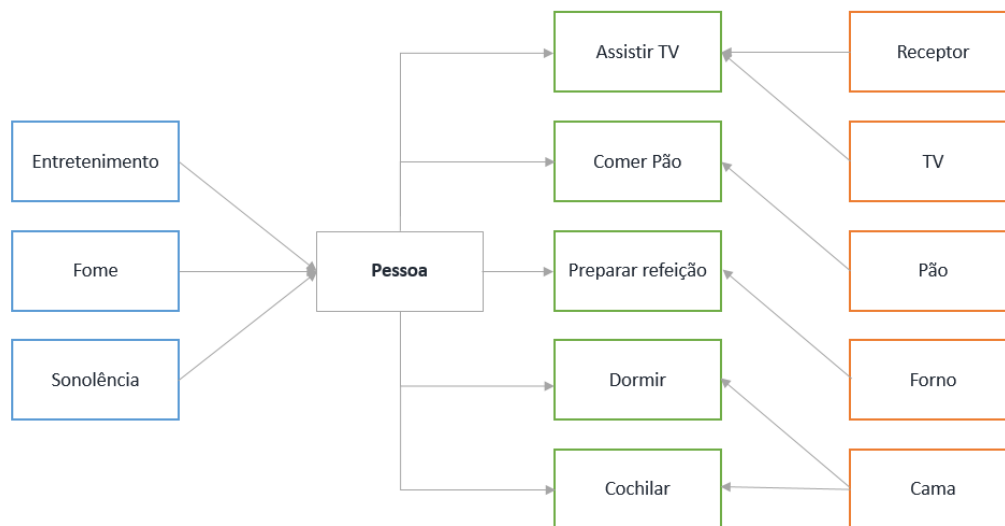 Assistir TV
Receptor
Entretenimento
Comer Pão
TV
Fome
Pessoa
Preparar refeição
Pão
Sonolência
Dormir
Forno
Cochilar
Cama